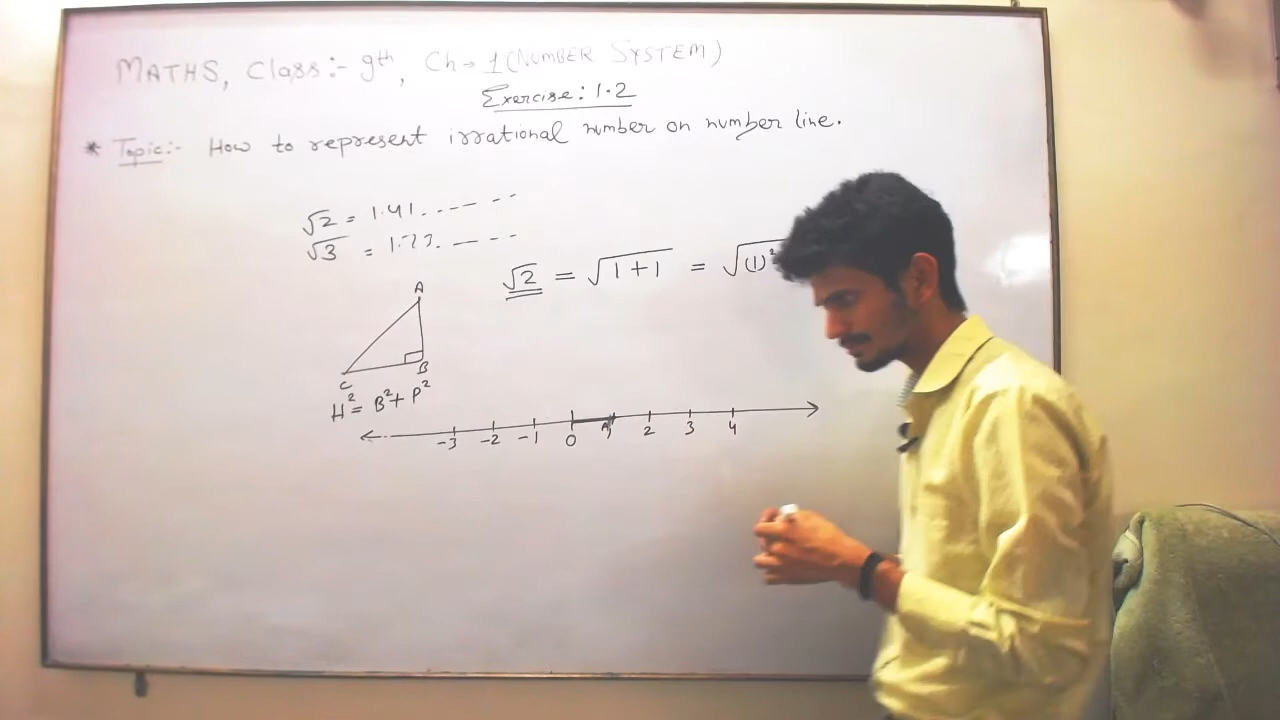 MATHS, Class:- 9th, Ch → 1 (NUMBER SYSTEM)
Exercise: 1.2
* Topic:- How to represent irrational number on number line.
√2 = 1.41. ... --- ---
√3 = 1.73. --- ---
√2 = √1+1 = √(1)²
A
B
C
H² = B² + P²
-3 -2 -1 0 A 2 3 4